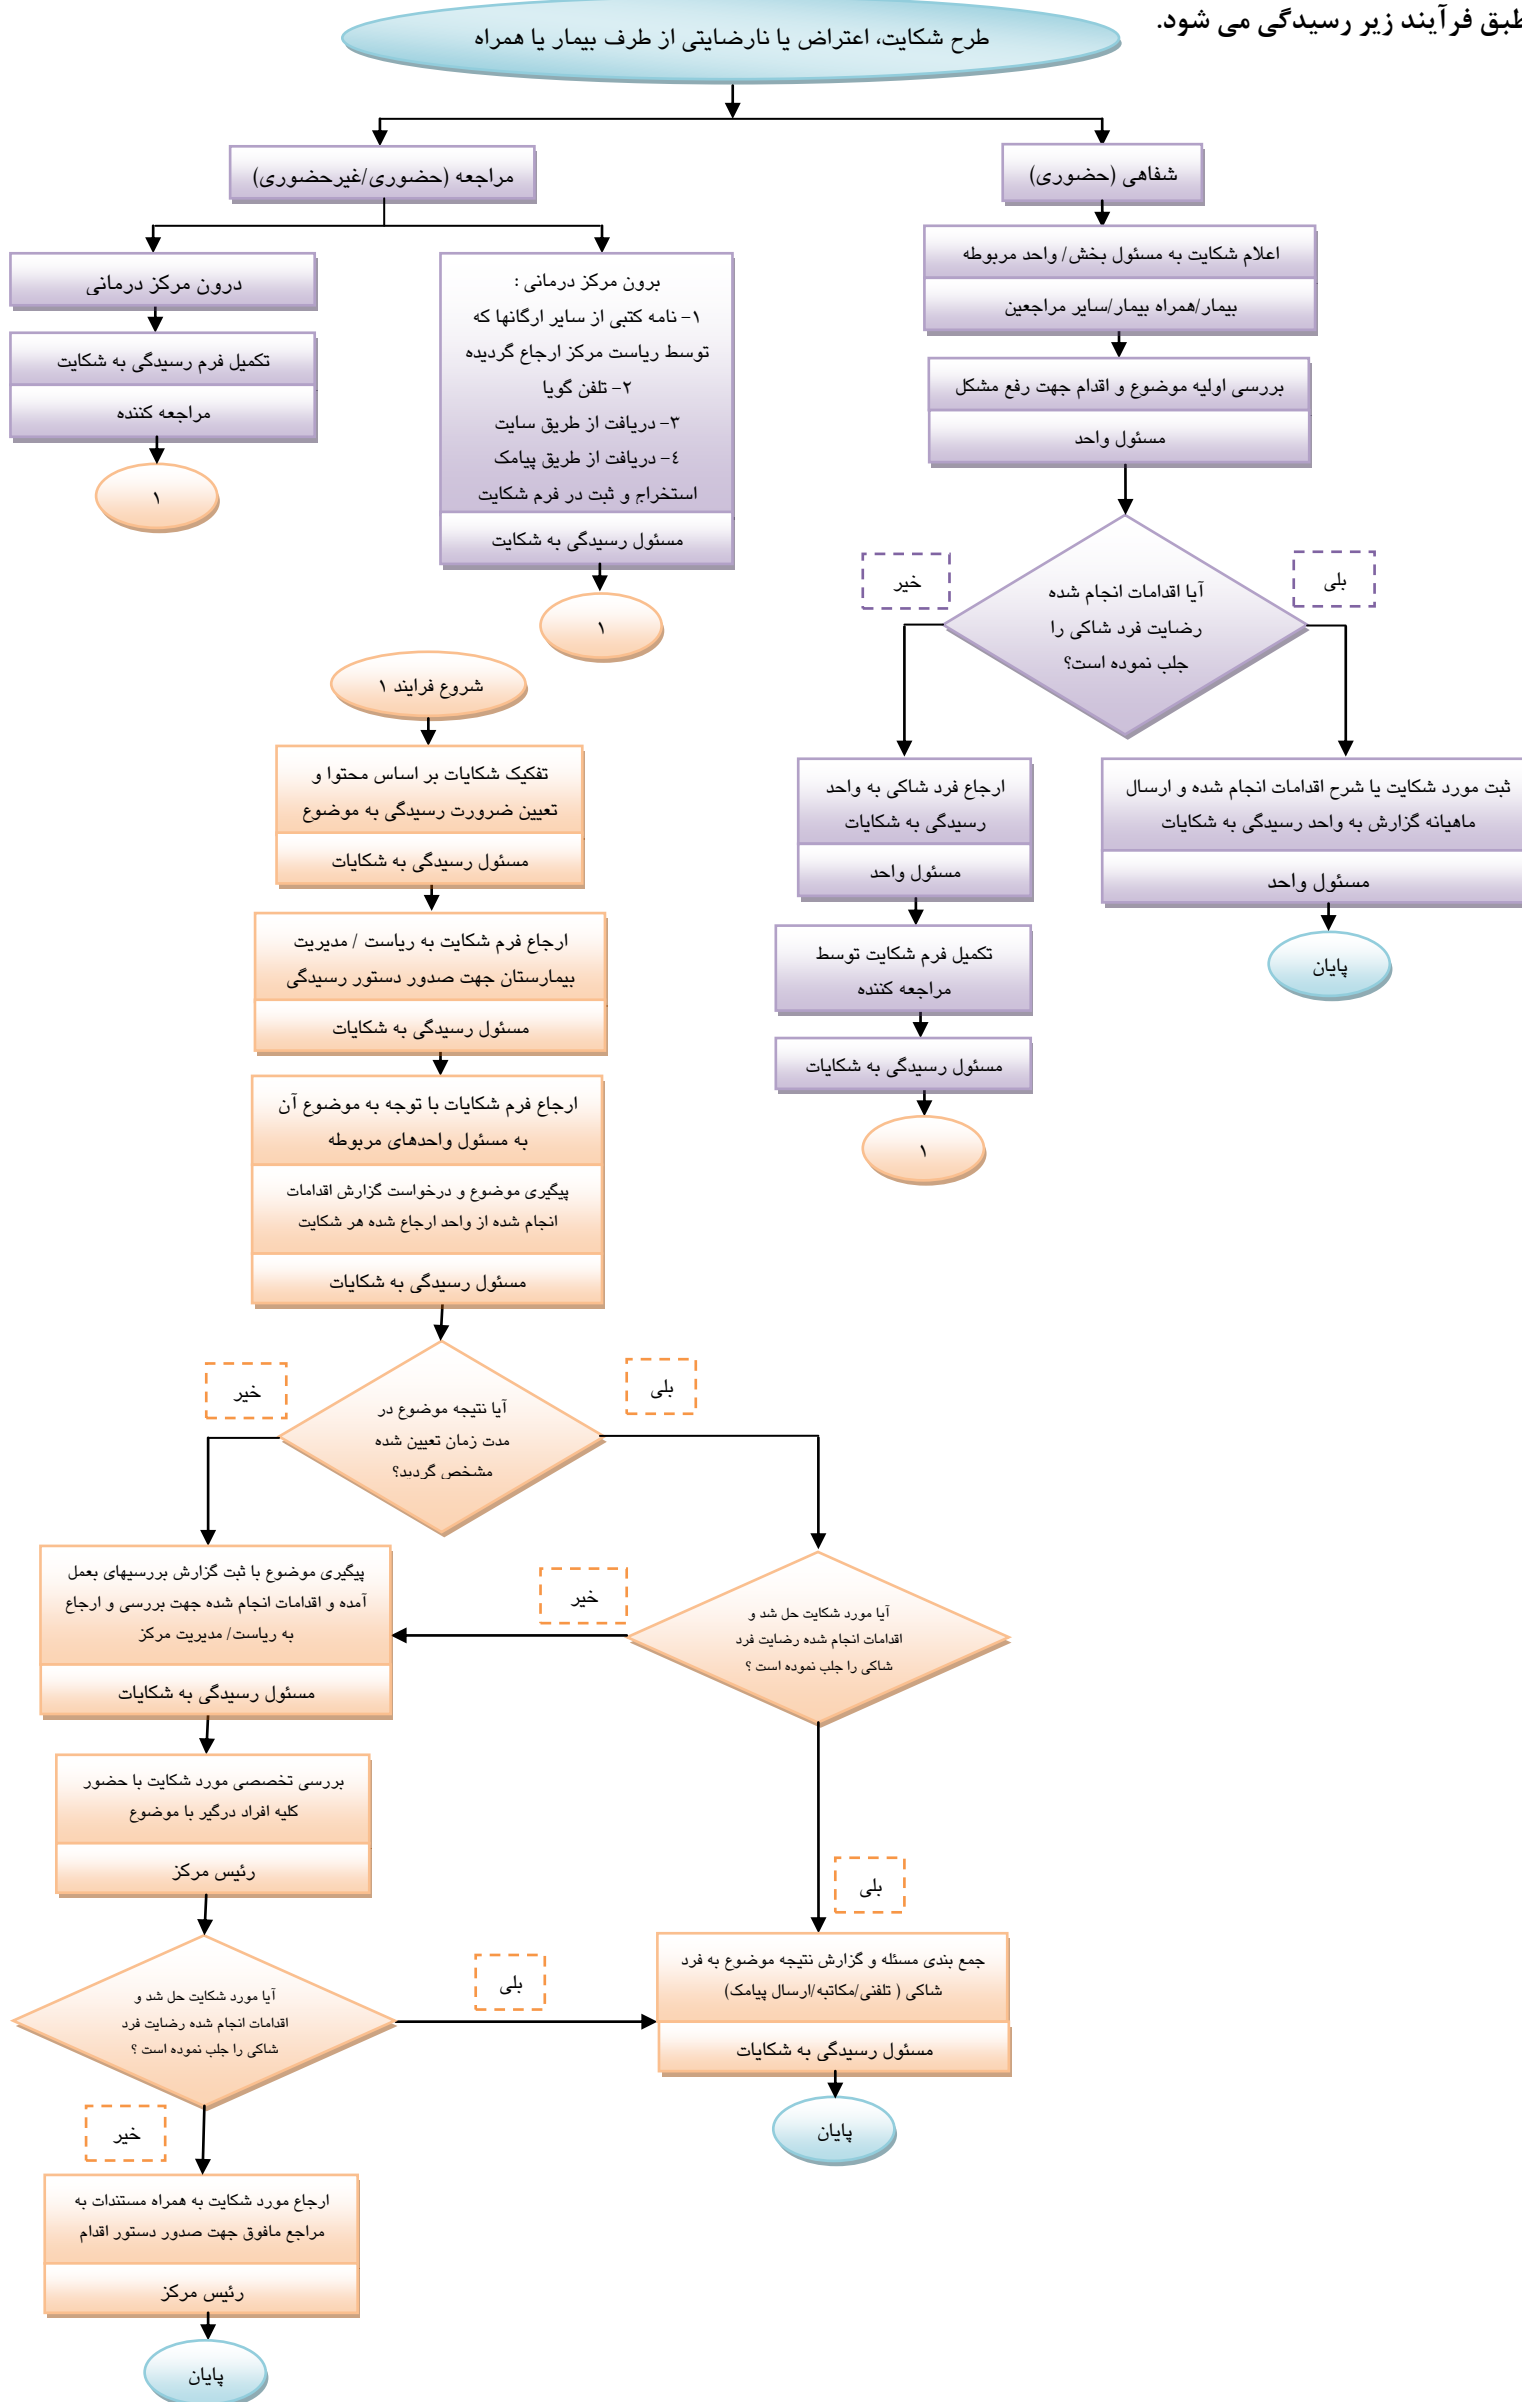 طبق فرآیند زیر رسیدگی می شود.
طرح شکایت، اعتراض یا نارضایتی از طرف بیمار یا همراه
شفاهی (حضوری)
اعلام شکایت به مسئول بخش/ واحد مربوطه
بیمار/همراه بیمار/سایر مراجعین
بررسی اولیه موضوع و اقدام جهت رفع مشکل
مسئول واحد
آیا اقدامات انجام شده
رضایت فرد شاکی را
جلب نموده است؟
بلی
خیر
ثبت مورد شکایت یا شرح اقدامات انجام شده و ارسال
ماهیانه گزارش به واحد رسیدگی به شکایات
مسئول واحد
پایان
ارجاع فرد شاکی به واحد
رسیدگی به شکایات
مسئول واحد
تکمیل فرم شکایت توسط
مراجعه کننده
مسئول رسیدگی به شکایات
۱
مراجعه (حضوری/غیرحضوری)
برون مرکز درمانی :
۱- نامه کتبی از سایر ارگانها که
توسط ریاست مرکز ارجاع گردیده
۲- تلفن گویا
۳- دریافت از طریق سایت
٤- دریافت از طریق پیامک
استخراج و ثبت در فرم شکایت
مسئول رسیدگی به شکایت
۱
درون مرکز درمانی
تکمیل فرم رسیدگی به شکایت
مراجعه کننده
۱
شروع فرایند ۱
تفکیک شکایات بر اساس محتوا و
تعیین ضرورت رسیدگی به موضوع
مسئول رسیدگی به شکایات
ارجاع فرم شکایت به ریاست / مدیریت
بیمارستان جهت صدور دستور رسیدگی
مسئول رسیدگی به شکایات
ارجاع فرم شکایات با توجه به موضوع آن
به مسئول واحدهای مربوطه
پیگیری موضوع و درخواست گزارش اقدامات
انجام شده از واحد ارجاع شده هر شکایت
مسئول رسیدگی به شکایات
آیا نتیجه موضوع در
مدت زمان تعیین شده
مشخص گردید؟
بلی
خیر
آیا مورد شکایت حل شد و
اقدامات انجام شده رضایت فرد
شاکی را جلب نموده است ؟
خیر
بلی
پیگیری موضوع با ثبت گزارش بررسیهای بعمل
آمده و اقدامات انجام شده جهت بررسی و ارجاع
به ریاست/ مدیریت مرکز
مسئول رسیدگی به شکایات
بررسی تخصصی مورد شکایت با حضور
کلیه افراد درگیر با موضوع
رئیس مرکز
آیا مورد شکایت حل شد و
اقدامات انجام شده رضایت فرد
شاکی را جلب نموده است ؟
بلی
خیر
جمع بندی مسئله و گزارش نتیجه موضوع به فرد
شاکی ( تلفنی/مکاتبه/ارسال پیامک)
مسئول رسیدگی به شکایات
پایان
ارجاع مورد شکایت به همراه مستندات به
مراجع مافوق جهت صدور دستور اقدام
رئیس مرکز
پایان